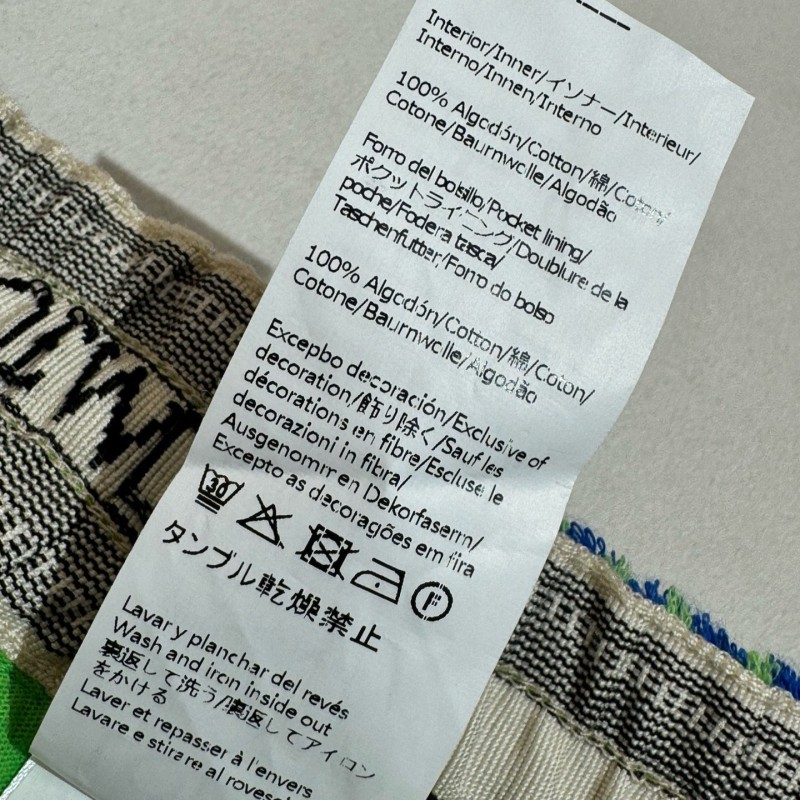 Interior/Inner/インナー/Interieur/
Interno/Innen/Interno
100% Algodón/Cotton/綿/Coton/
Cotone/Baumwolle/Algodão
Forro del bolsillo/Pocket lining/
ポケットライニング/Doublure de la
poche/Fodera tasca/
Taschenfutter/Forro do bolso
100% Algodón/Cotton/綿/Coton/
Cotone/Baumwolle/Algodão
Excepto decoración/Exclusive of
decoration/飾り除く/Sauf les
décorations en fibre/Escluse le
decorazioni in fibra/
Ausgenommen Dekorfasern/
Excepto as decorações em fira
30
F
タンブル乾燥禁止
Lavar y planchar del revés
Wash and iron inside out
裏返して洗う/裏返してアイロン
をかける
Laver et repasser à l'envers
Lavare e stirare al rovescio